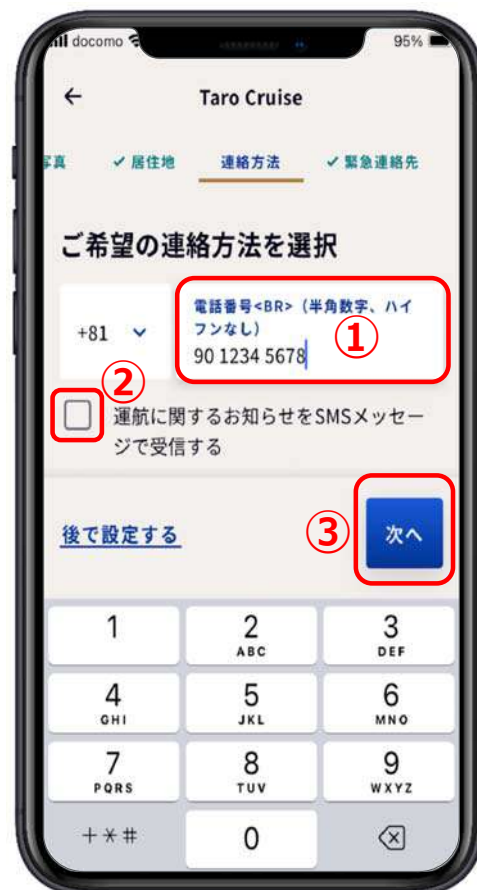 docomo 95%
← Taro Cruise
写真 ✓ 居住地 連絡方法 ✓ 緊急連絡先
ご希望の連絡方法を選択
+81
電話番号<BR>（半角数字、ハイ
フンなし）
90 1234 5678
①
②
運航に関するお知らせをSMSメッセー
ジで受信する
後で設定する
③
次へ
1 2 3
ABC DEF
4 5 6
GHI JKL MNO
7 8 9
PQRS TUV WXYZ
+*# 0